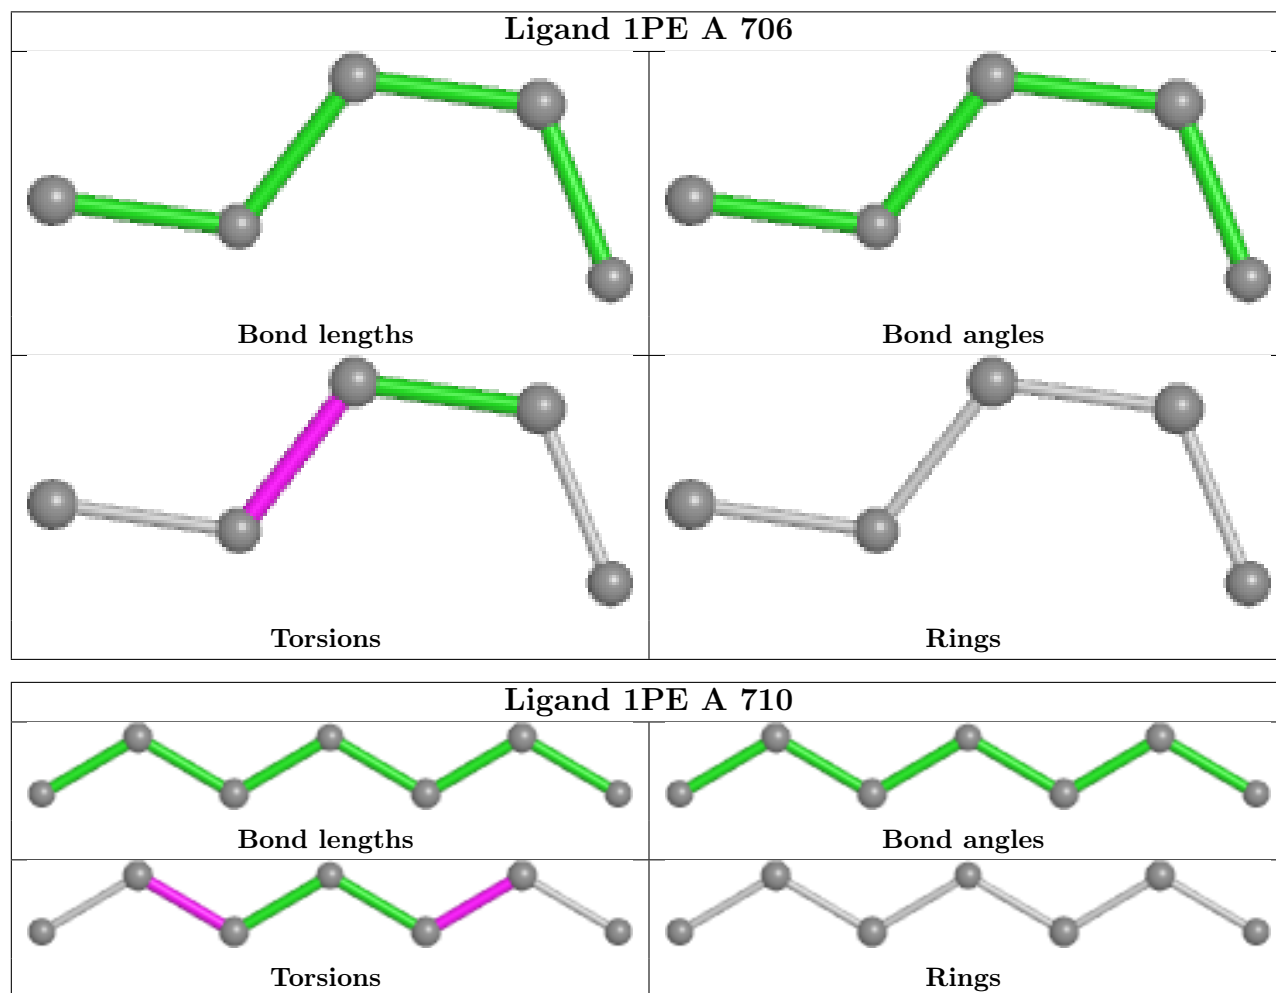 Ligand 1PE A 706
Bond lengths
Bond angles
Torsions
Rings
Ligand 1PE A 710
Bond lengths
Bond angles
Torsions
Rings